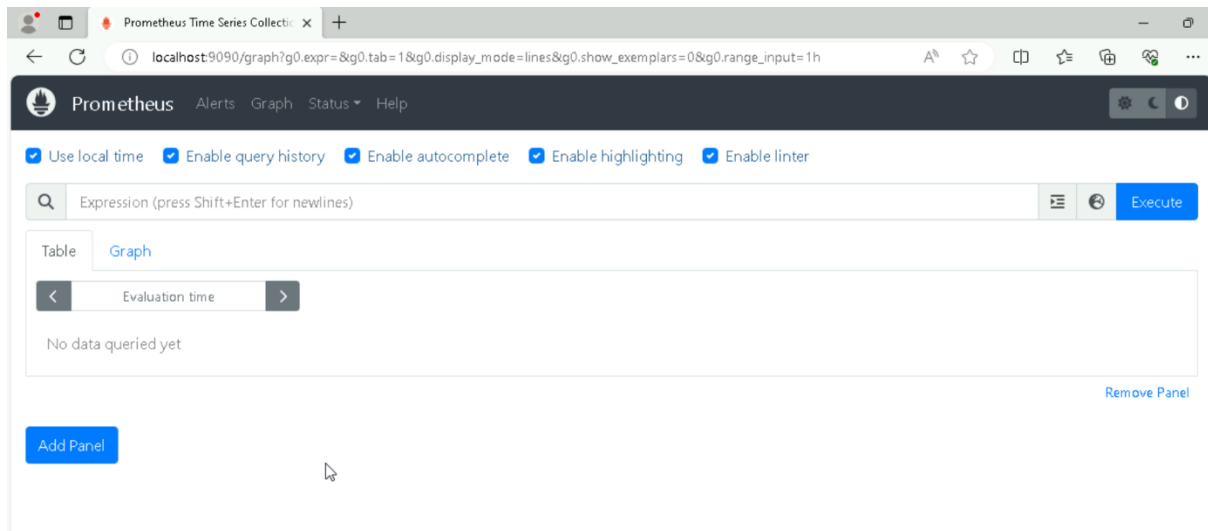 Prometheus Time Series Collectic
localhost:9090/graph?g0.expr=&g0.tab=1&g0.display_mode=lines&g0.show_exemplars=0&g0.range_input=1h
Prometheus Alerts Graph Status Help
Use local time Enable query history Enable autocomplete Enable highlighting Enable linter
Expression (press Shift+Enter for newlines) Execute
Table Graph
Evaluation time
No data queried yet
Remove Panel
Add Panel